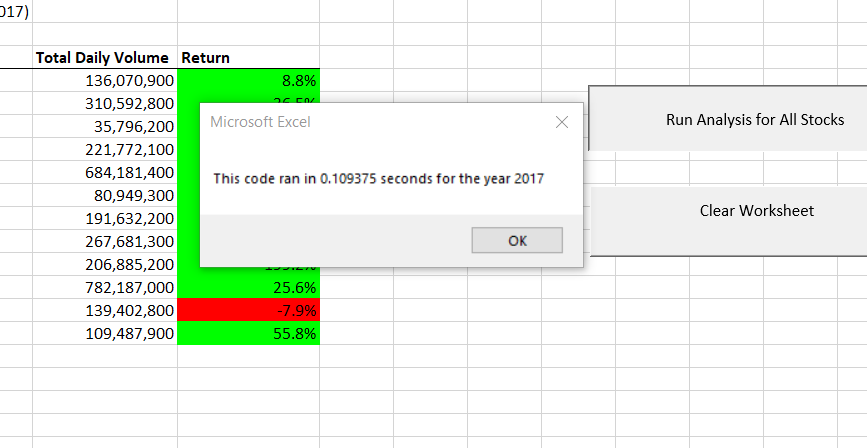 017)
Total Daily Volume Return
136,070,900 8.8%
310,592,800
35,796,200
221,772,100
684,181,400
80,949,300
191,632,200
267,681,300
206,885,200
782,187,000 25.6%
139,402,800 -7.9%
109,487,900 55.8%
Microsoft Excel
This code ran in 0.109375 seconds for the year 2017
OK
Run Analysis for All Stocks
Clear Worksheet